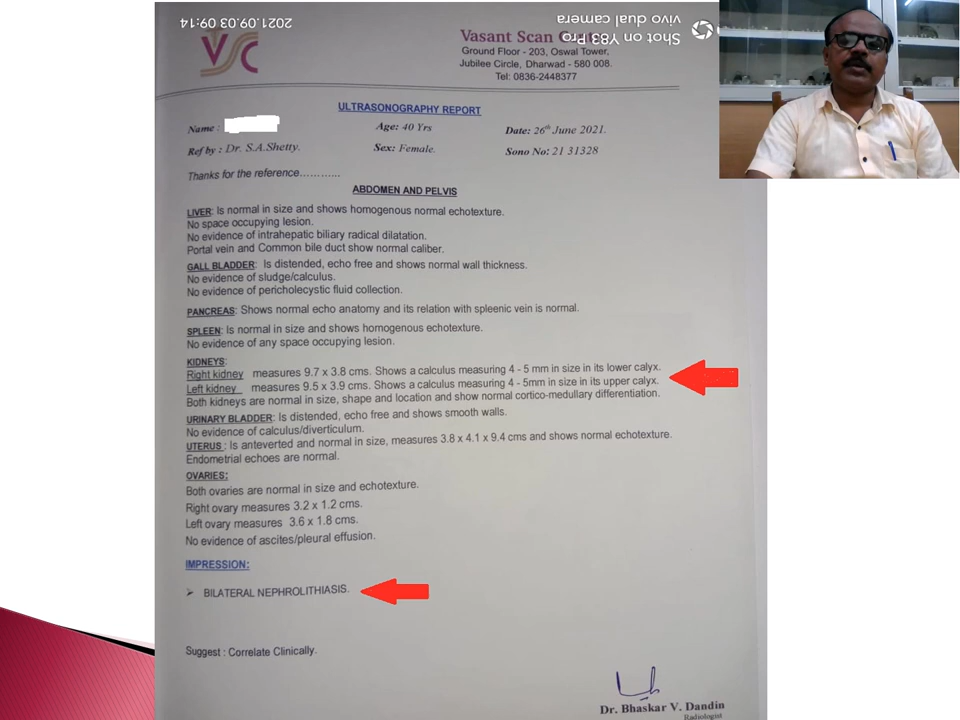 2021.09.03 09:14
Shot on Y83 Pro
vivo dual camera
VSC
Vasant Scan
Ground Floor - 203, Oswal Tower,
Jubilee Circle, Dharwad - 580 008.
Tel: 0836-2448377
ULTRASONOGRAPHY REPORT
Name : Age: 40 Yrs Date: 26th June 2021.
Ref by : Dr. S.A.Shetty. Sex: Female. Sono No: 21 31328
Thanks for the reference...........
ABDOMEN AND PELVIS
LIVER: Is normal in size and shows homogenous normal echotexture.
No space occupying lesion.
No evidence of intrahepatic biliary radical dilatation.
Portal vein and Common bile duct show normal caliber.
GALL BLADDER: Is distended, echo free and shows normal wall thickness.
No evidence of sludge/calculus.
No evidence of pericholecystic fluid collection.
PANCREAS: Shows normal echo anatomy and its relation with spleenic vein is normal.
SPLEEN: Is normal in size and shows homogenous echotexture.
No evidence of any space occupying lesion.
KIDNEYS:
Right kidney measures 9.7 x 3.8 cms. Shows a calculus measuring 4 - 5 mm in size in its lower calyx.
Left kidney measures 9.5 x 3.9 cms. Shows a calculus measuring 4 - 5mm in size in its upper calyx.
Both kidneys are normal in size, shape and location and show normal cortico-medullary differentiation.
URINARY BLADDER: Is distended, echo free and shows smooth walls.
No evidence of calculus/diverticulum.
UTERUS : Is anteverted and normal in size, measures 3.8 x 4.1 x 9.4 cms and shows normal echotexture.
Endometrial echoes are normal.
OVARIES:
Both ovaries are normal in size and echotexture.
Right ovary measures 3.2 x 1.2 cms.
Left ovary measures 3.6 x 1.8 cms.
No evidence of ascites/pleural effusion.
IMPRESSION:
➢ BILATERAL NEPHROLITHIASIS.
Suggest : Correlate Clinically.
Dr. Bhaskar V. Dandin
Radiologist